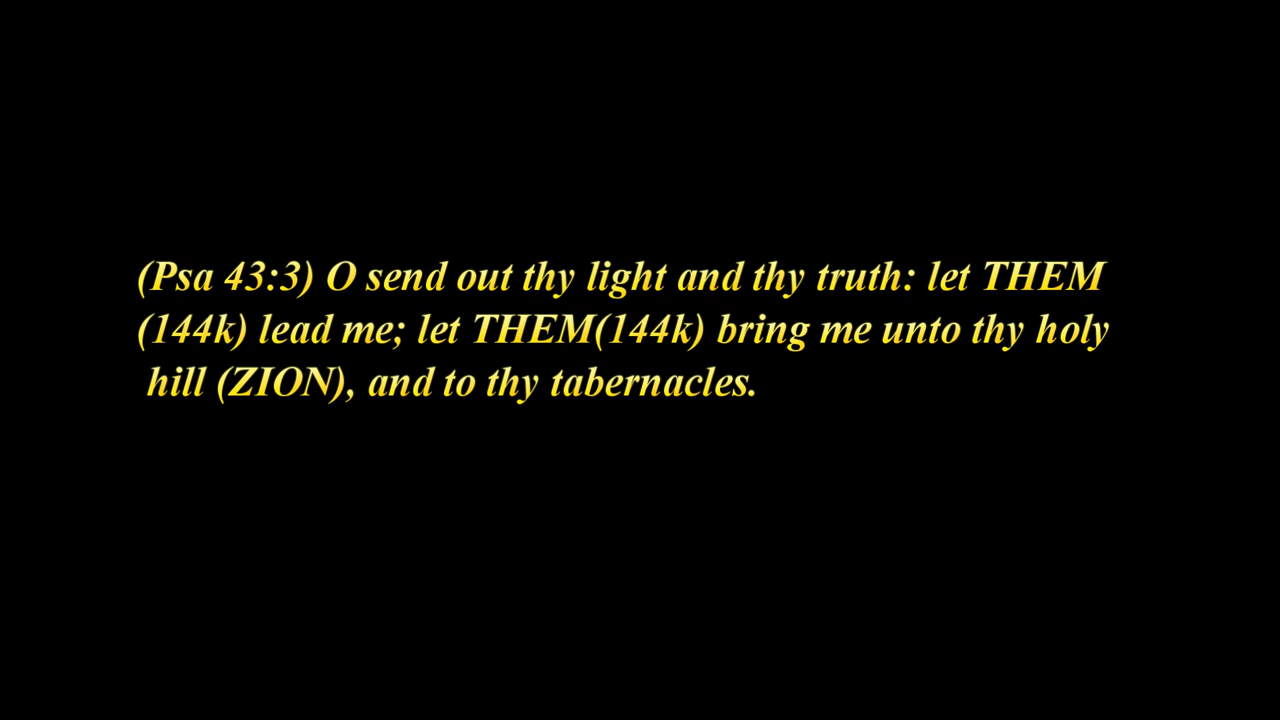 (Psa 43:3) O send out thy light and thy truth: let THEM
(144k) lead me; let THEM(144k) bring me unto thy holy
hill (ZION), and to thy tabernacles.